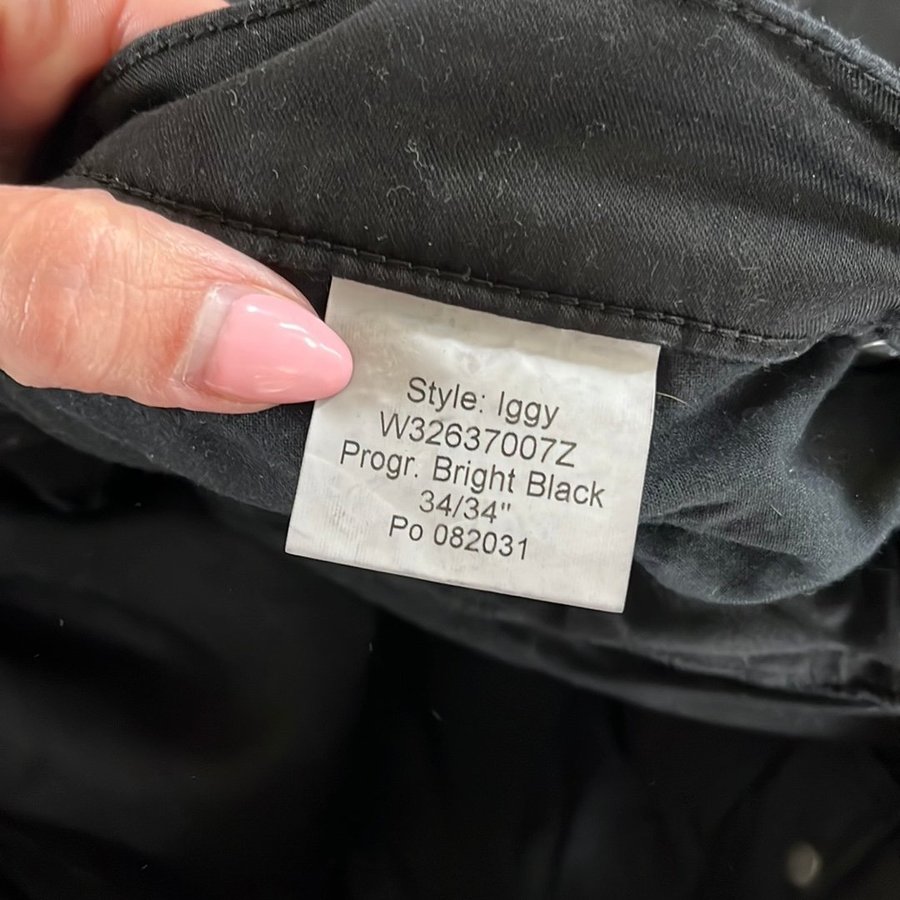 Style: Iggy
W32637007Z
Progr. Bright Black
34/34"
Po 082031